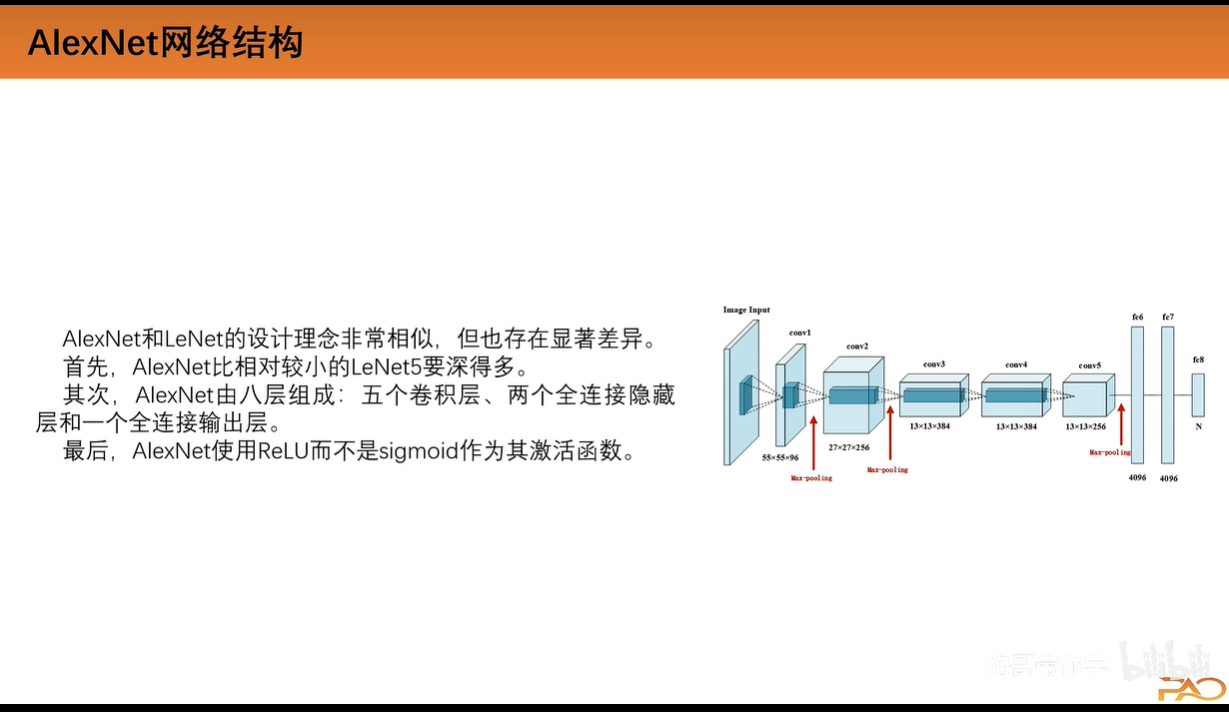 AlexNet网络结构
AlexNet和LeNet的设计理念非常相似，但也存在显著差异。
首先，AlexNet比相对较小的LeNet5要深得多。
其次，AlexNet由八层组成：五个卷积层、两个全连接隐藏
层和一个全连接输出层。
最后，AlexNet使用ReLU而不是sigmoid作为其激活函数。
Image Input
conv1
conv2
conv3
conv4
conv5
fc6
fc7
fc8
55×55×96
27×27×256
13×13×384
13×13×384
13×13×256
4096
4096
N
Max-pooling
Max-pooling
Max-pooling
bilibili
PAO